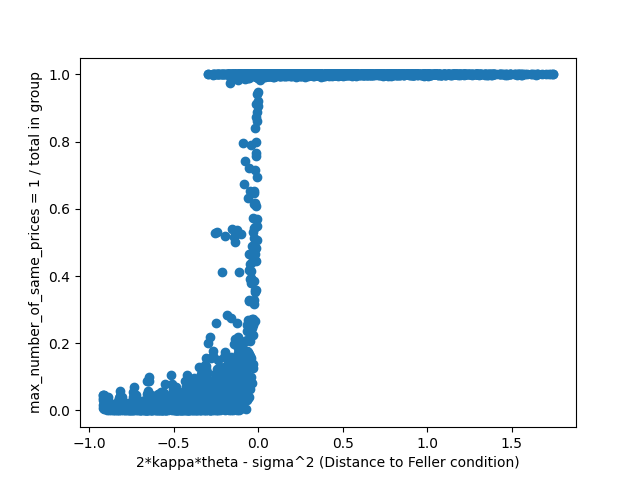 1.0
0.8
0.6
0.4
0.2
0.0
max_number_of_same_prices = 1 / total in group
−1.0 −0.5 0.0 0.5 1.0 1.5
2*kappa*theta - sigma^2 (Distance to Feller condition)